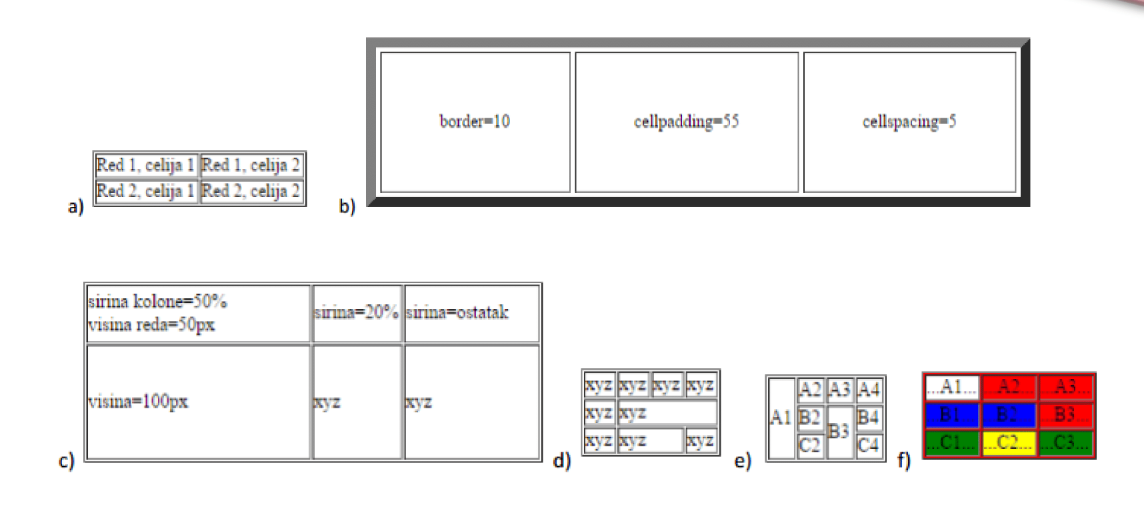 border=10 cellpadding=55 cellspacing=5
Red 1, celija 1 Red 1, celija 2
Red 2, celija 1 Red 2, celija 2
a) b)
sirina kolone=50%
visina reda=50px
sirina=20% sirina=ostatak
visina=100px xyz xyz
c)
xyz xyz xyz xyz
xyz xyz
xyz xyz xyz
d)
A1 A2 A3 A4
B2 B3 B4
C2 C4
e)
...A1... ...A2... ...A3...
B1 B2 B3
...C1... ...C2... ...C3...
f)